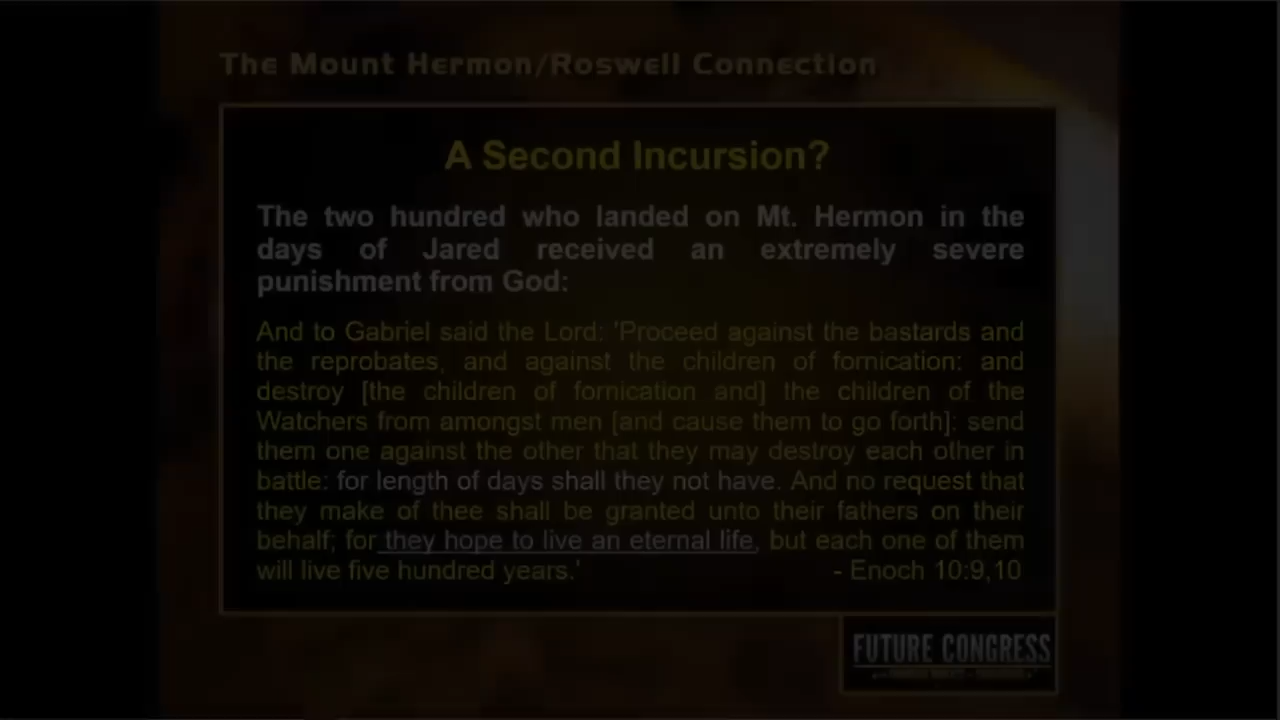 The Mount Hermon/Roswell Connection
A Second Incursion?
The two hundred who landed on Mt. Hermon in the
days of Jared received an extremely severe
punishment from God:
And to Gabriel said the Lord: 'Proceed against the bastards and
the reprobates, and against the children of fornication: and
destroy [the children of fornication and] the children of the
Watchers from amongst men [and cause them to go forth]: send
them one against the other that they may destroy each other in
battle: for length of days shall they not have. And no request that
they make of thee shall be granted unto their fathers on their
behalf; for they hope to live an eternal life, but each one of them
will live five hundred years.' - Enoch 10:9,10
FUTURE CONGRESS